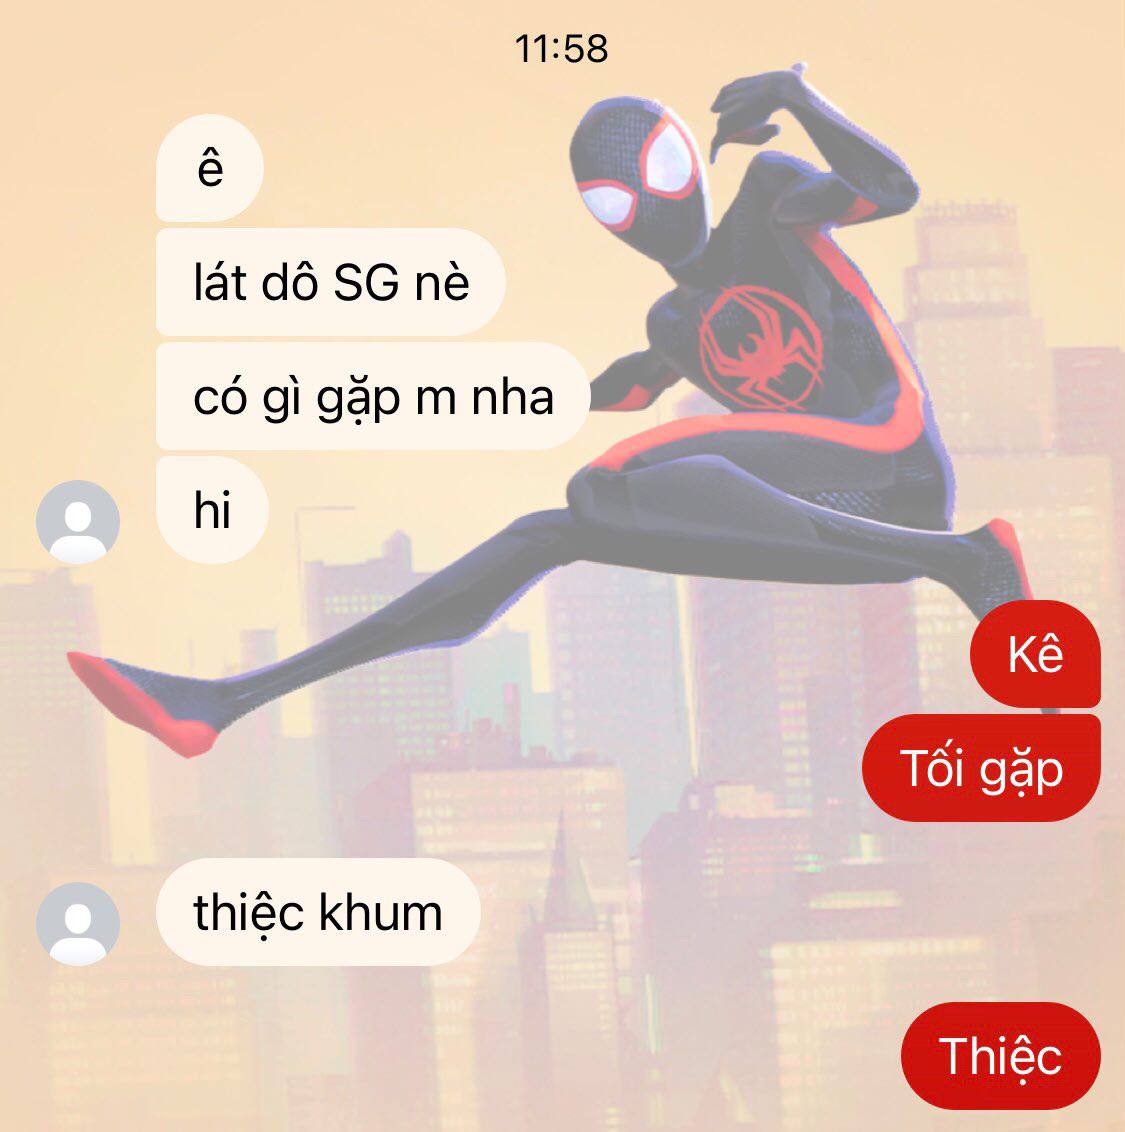 11:58
ê
lát dô SG nè
có gì gặp m nha
hi
Kê
Tối gặp
thiệc khum
Thiệc